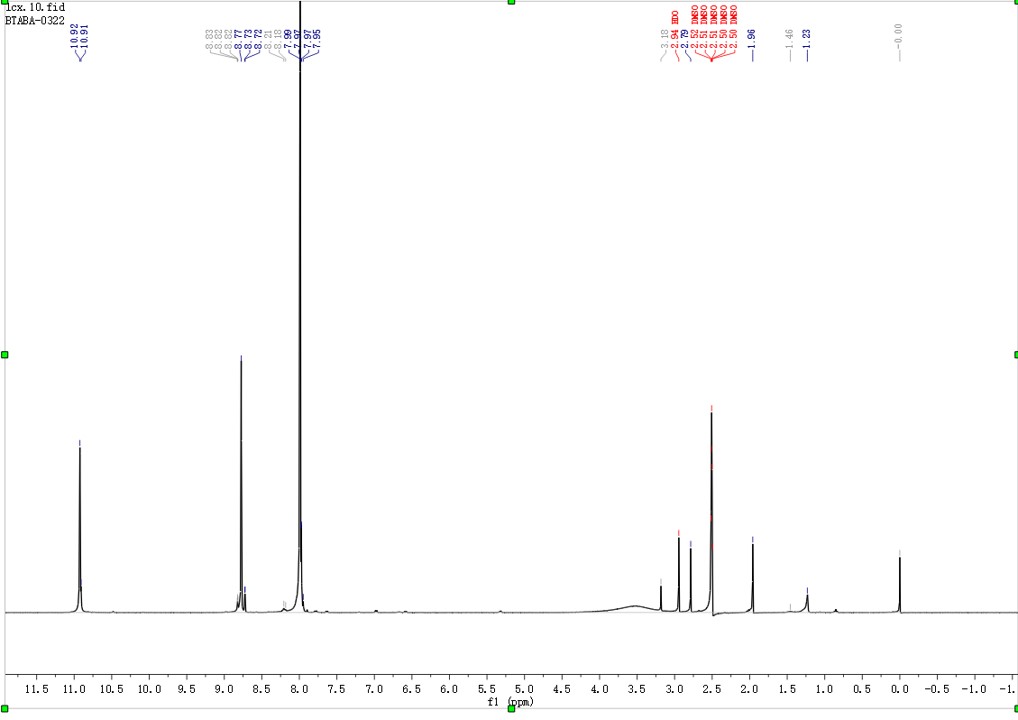 lcx.10.fid
BTABA-0322
10.92
10.91
8.83
8.82
8.82
8.77
8.73
8.72
8.21
8.18
7.99
7.97
7.97
7.95
3.18
2.94 HDO
2.79
2.52 DMSO
2.51 DMSO
2.51 DMSO
2.50 DMSO
2.50 DMSO
1.96
1.46
1.23
-0.00
11.5 11.0 10.5 10.0 9.5 9.0 8.5 8.0 7.5 7.0 6.5 6.0 5.5 5.0 4.5 4.0 3.5 3.0 2.5 2.0 1.5 1.0 0.5 0.0 -0.5 -1.0 -1.
f1 (ppm)